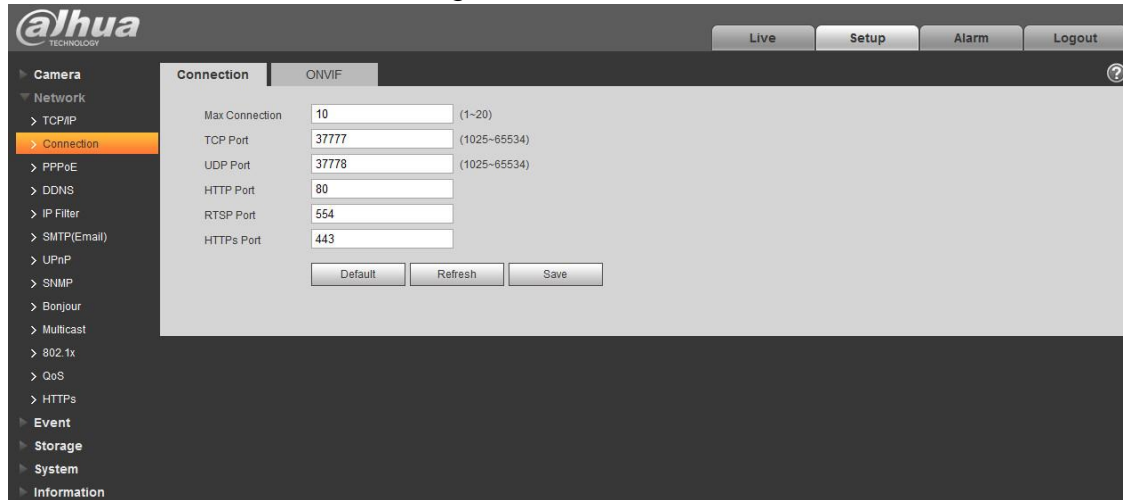 alhua
TECHNOLOGY
Live Setup Alarm Logout
Camera
Network
TCP/IP
Connection
PPPoE
DDNS
IP Filter
SMTP(Email)
UPnP
SNMP
Bonjour
Multicast
802.1x
QoS
HTTPs
Event
Storage
System
Information
Connection ONVIF
?
Max Connection 10 (1~20)
TCP Port 37777 (1025~65534)
UDP Port 37778 (1025~65534)
HTTP Port 80
RTSP Port 554
HTTPs Port 443
Default Refresh Save